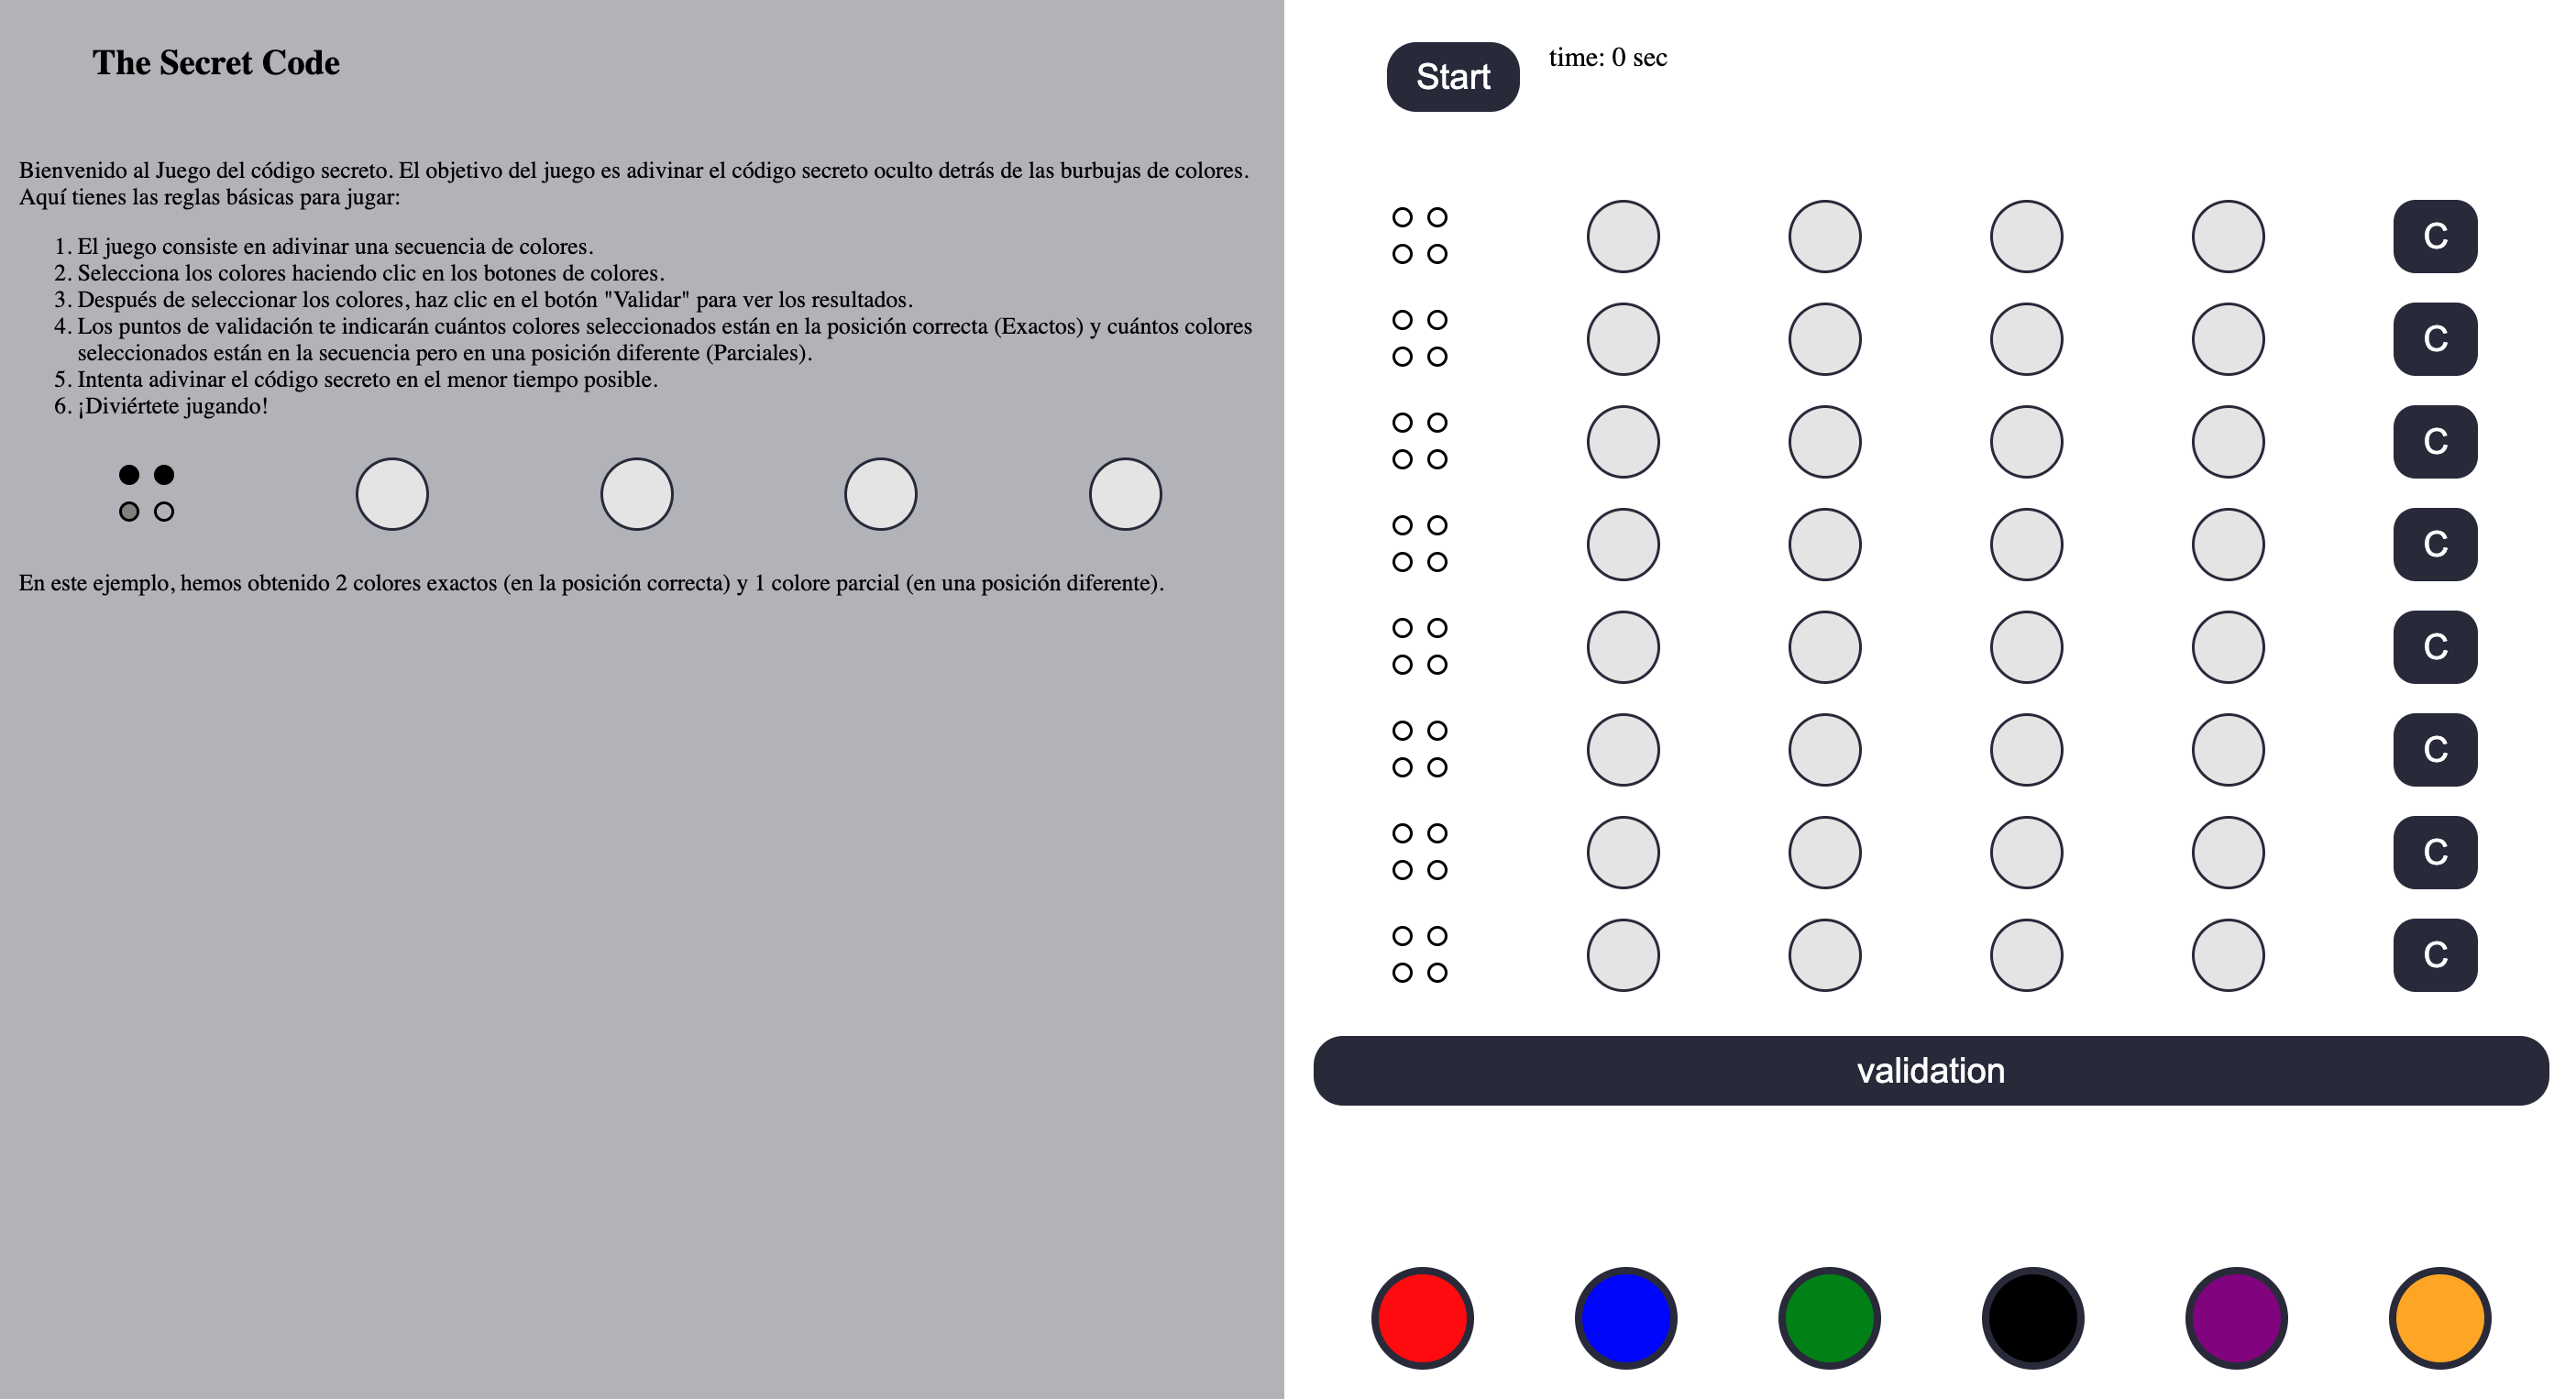 The Secret Code
Bienvenido al Juego del código secreto. El objetivo del juego es adivinar el código secreto oculto detrás de las burbujas de colores.
Aquí tienes las reglas básicas para jugar:
1. El juego consiste en adivinar una secuencia de colores.
2. Selecciona los colores haciendo clic en los botones de colores.
3. Después de seleccionar los colores, haz clic en el botón "Validar" para ver los resultados.
4. Los puntos de validación te indicarán cuántos colores seleccionados están en la posición correcta (Exactos) y cuántos colores
seleccionados están en la secuencia pero en una posición diferente (Parciales).
5. Intenta adivinar el código secreto en el menor tiempo posible.
6. ¡Diviértete jugando!
En este ejemplo, hemos obtenido 2 colores exactos (en la posición correcta) y 1 colore parcial (en una posición diferente).
Start
time: 0 sec
C
C
C
C
C
C
C
C
validation